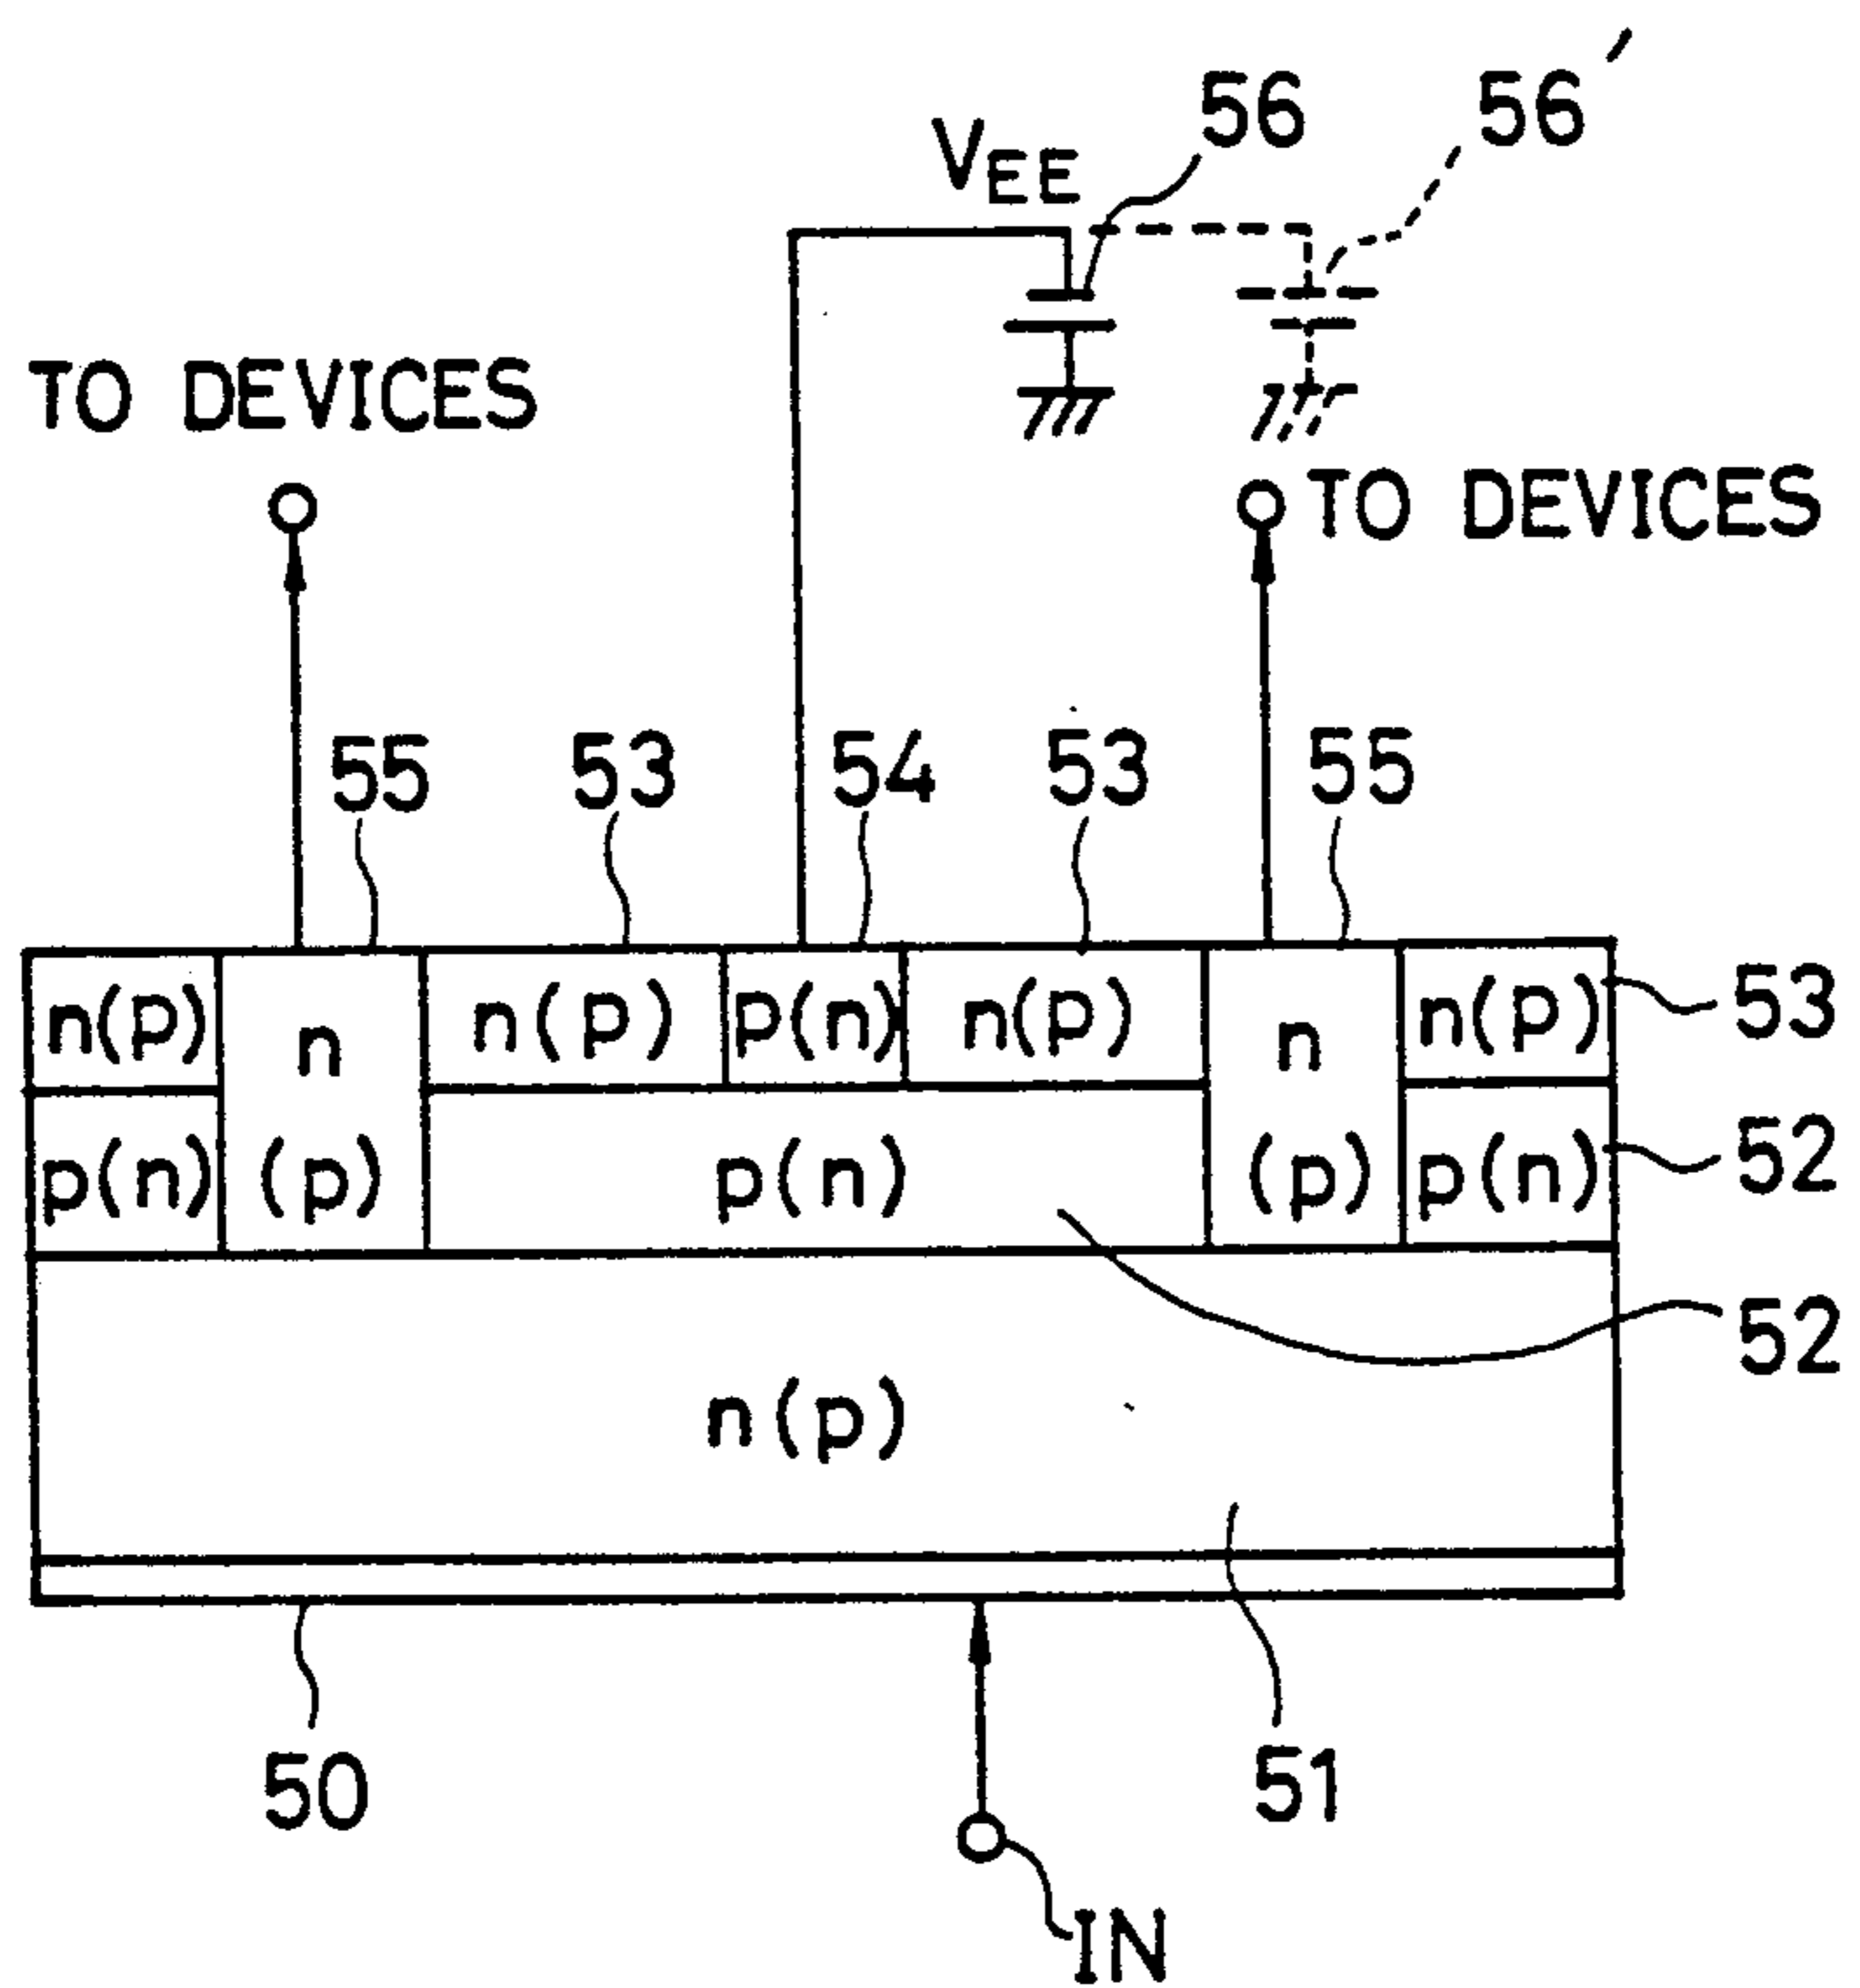 56 56'
VEE
TO DEVICES
TO DEVICES
55 53 54 53 55
n(p) n n(p) p(n) n(p) n n(p) 53
p(n) (p) p(n) (p) p(n) 52
52
n(p)
50 51
IN